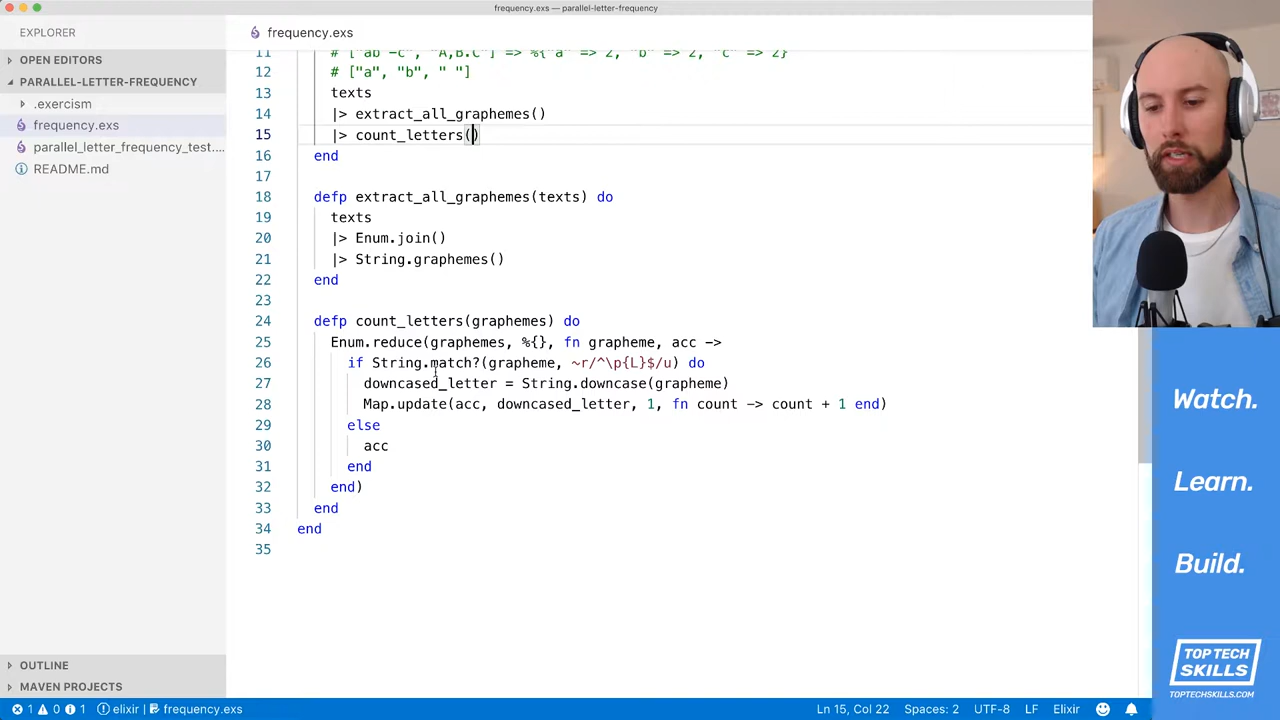 frequency.exs — parallel-letter-frequency
EXPLORER
OPEN EDITORS
PARALLEL-LETTER-FREQUENCY
.exercism
frequency.exs
parallel_letter_frequency_test....
README.md
OUTLINE
MAVEN PROJECTS
frequency.exs
11 # ["ab -c", "A,B.C"] => %{"a" => 2, "b" => 2, "c" => 2}
12 # ["a", "b", " "]
13 texts
14 |> extract_all_graphemes()
15 |> count_letters()
16 end
17
18 defp extract_all_graphemes(texts) do
19 texts
20 |> Enum.join()
21 |> String.graphemes()
22 end
23
24 defp count_letters(graphemes) do
25 Enum.reduce(graphemes, %{}, fn grapheme, acc ->
26 if String.match?(grapheme, ~r/^\p{L}$/u) do
27 downcased_letter = String.downcase(grapheme)
28 Map.update(acc, downcased_letter, 1, fn count -> count + 1 end)
29 else
30 acc
31 end
32 end)
33 end
34 end
35
Watch.
Learn.
Build.
TOP TECH
SKILLS
TOPTECHSKILLS.COM
1 0 1 elixir | frequency.exs Ln 15, Col 22 Spaces: 2 UTF-8 LF Elixir